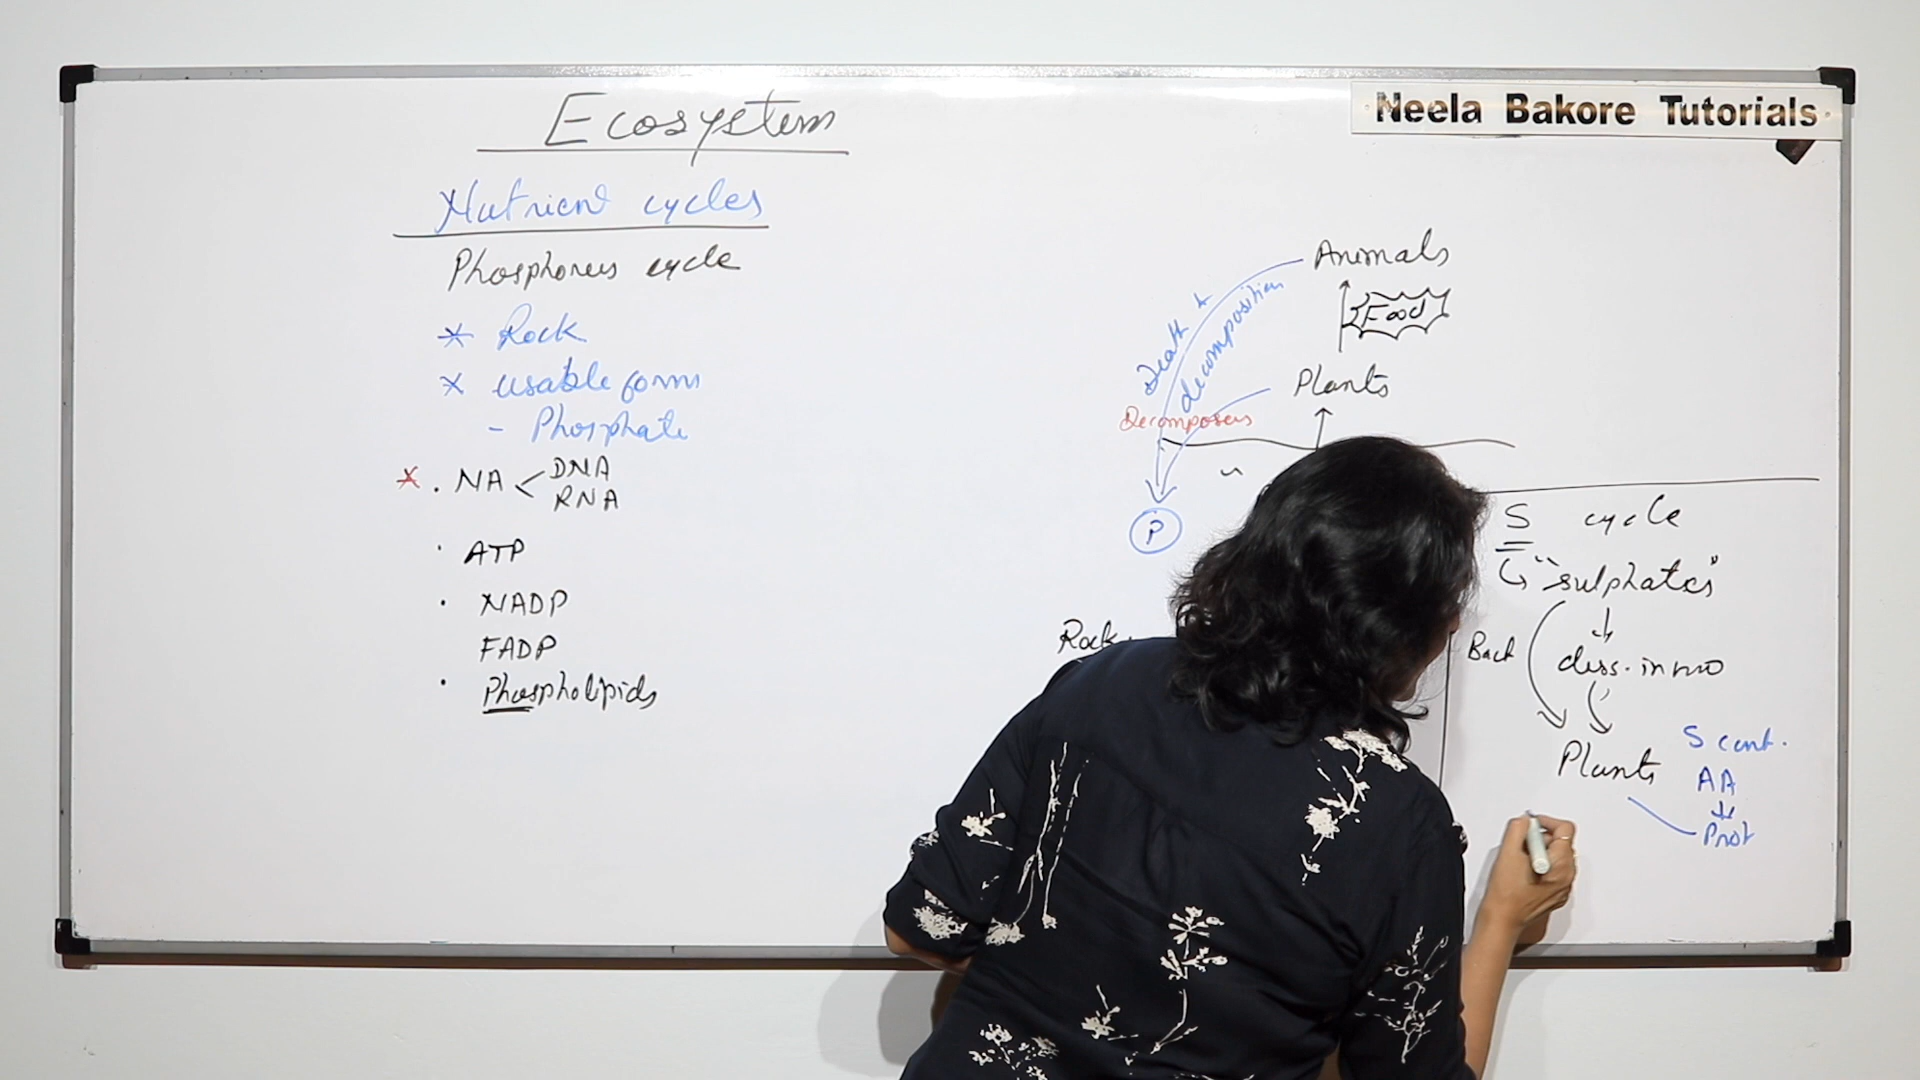 Neela Bakore Tutorials
Ecosystem
Nutrient cycles
Phosphorus cycle
* Rock
* usable form
- Phosphate
* . NA < DNA
RNA
· ATP
· NADP
FADP
· Phospholipids
Animals
Food
Death &
decomposition
Plants
Decomposers
P
Rock
S cycle
"sulphates"
Bact
diss. in
Plants
S cont.
AA
Prot